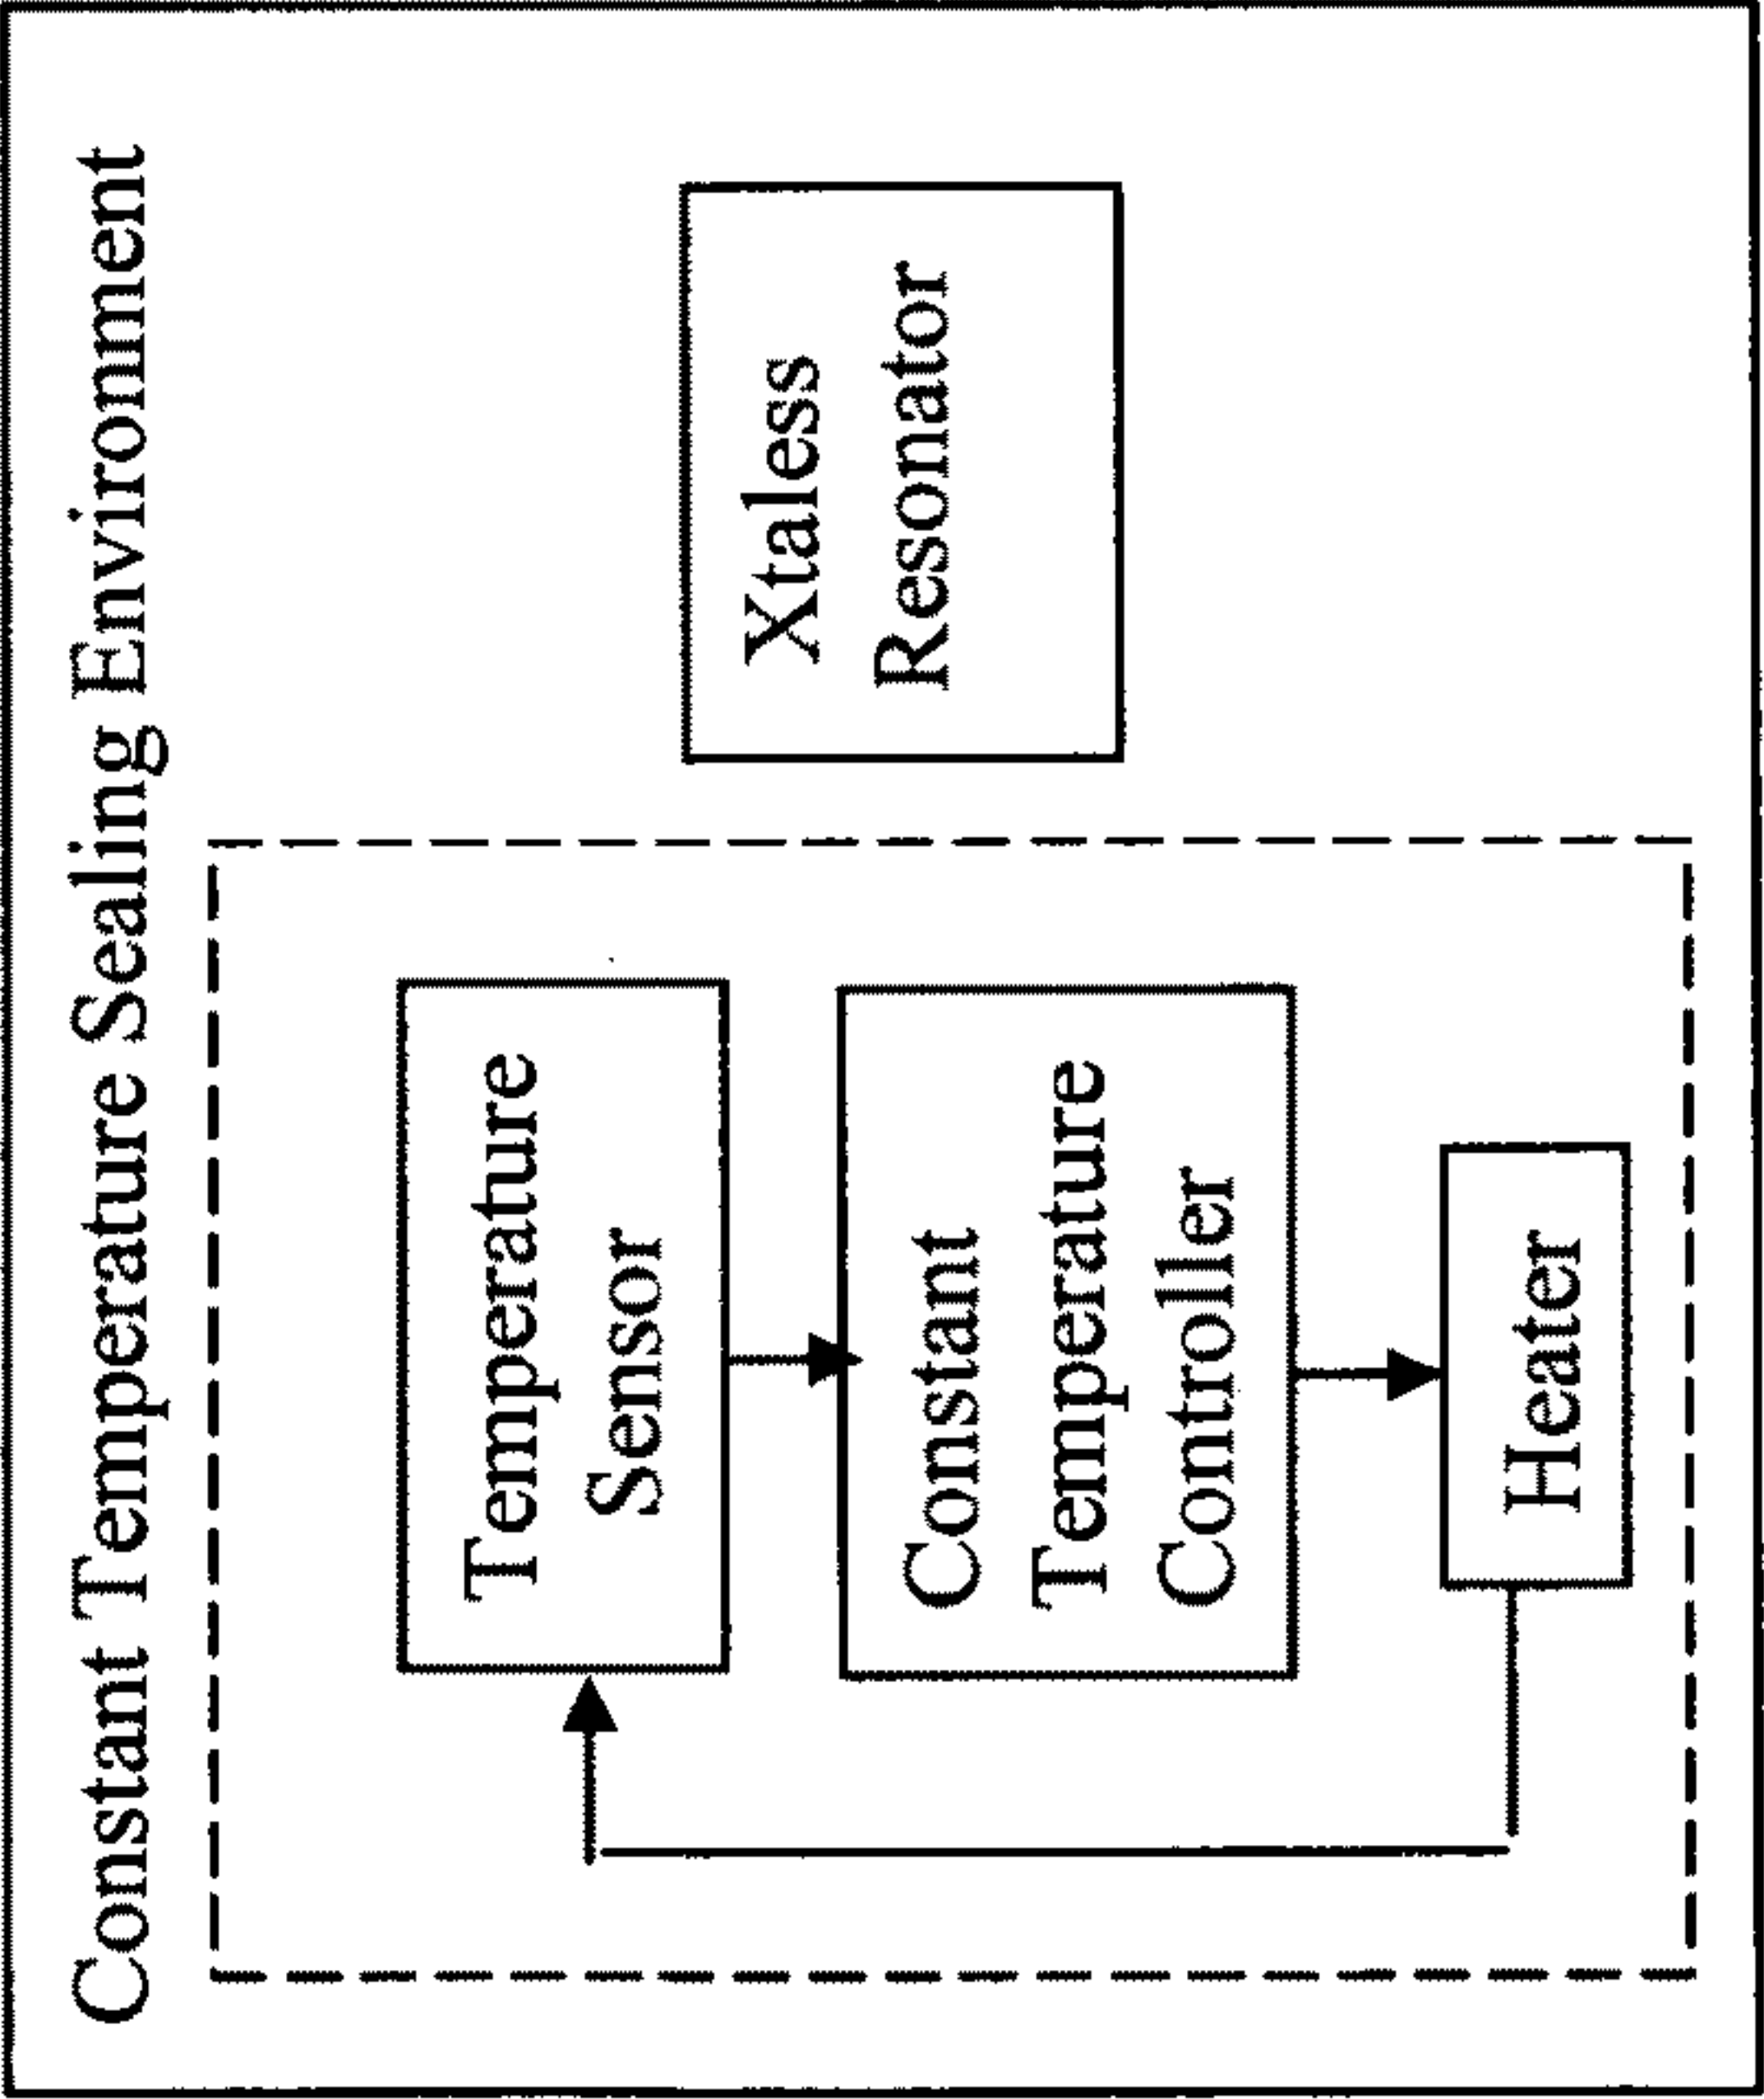 Constant Temperature Sealing Environment
Temperature
Sensor
Constant
Temperature
Controller
Heater
Xtaless
Resonator